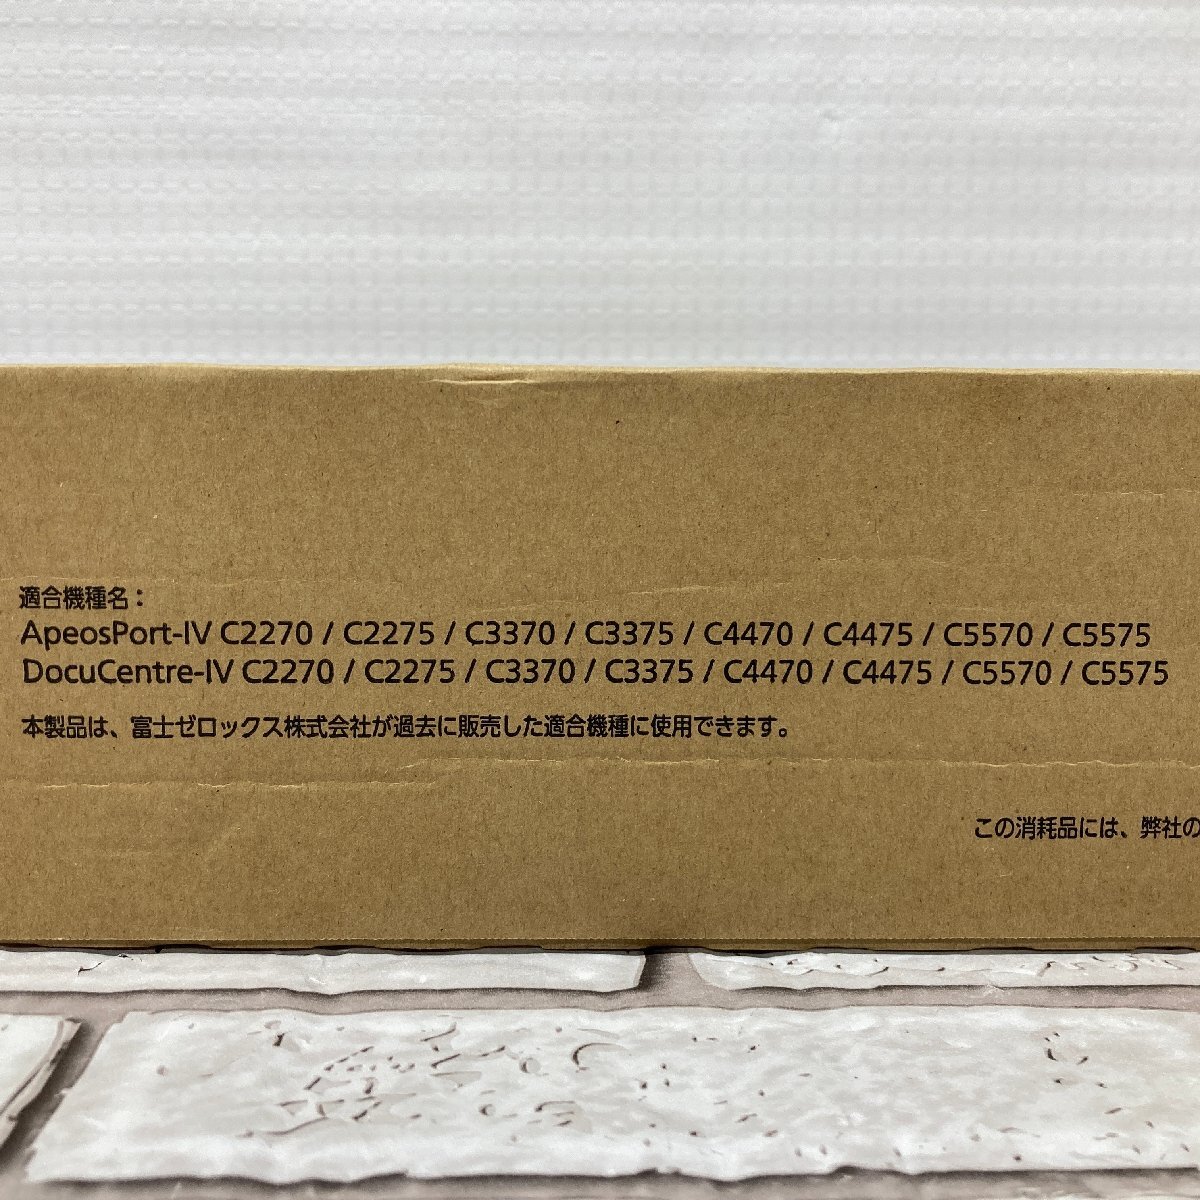 適合機種名：
ApeosPort-IV C2270 / C2275 / C3370 / C3375 / C4470 / C4475 / C5570 / C5575
DocuCentre-IV C2270 / C2275 / C3370 / C3375 / C4470 / C4475 / C5570 / C5575
本製品は、富士ゼロックス株式会社が過去に販売した適合機種に使用できます。
この消耗品には、弊社の